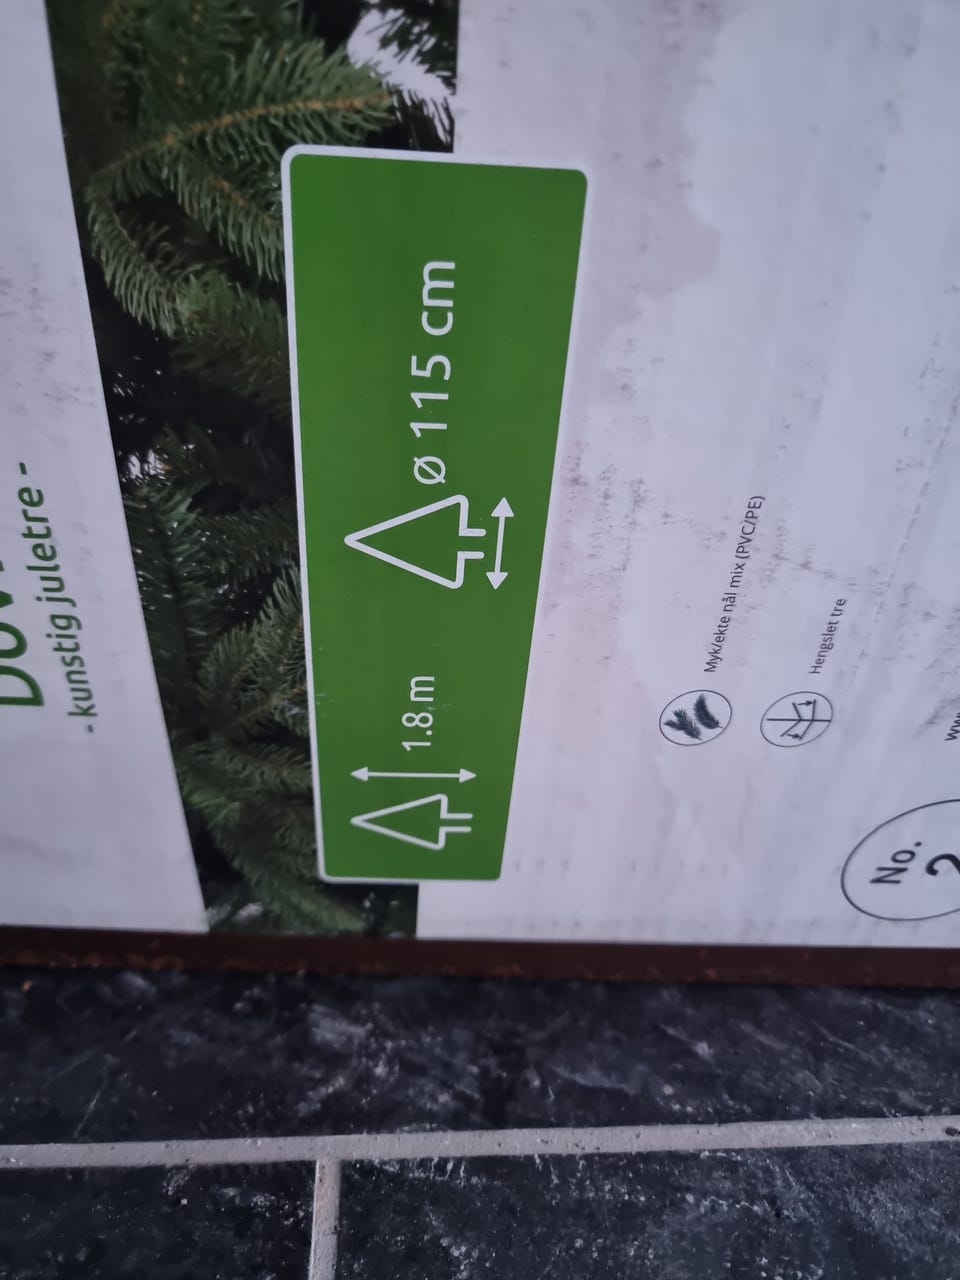 - kunstig juletre -
1.8 m
ø 115 cm
Myk/ekte nål mix (PVC/PE)
Hengslet tre
No.